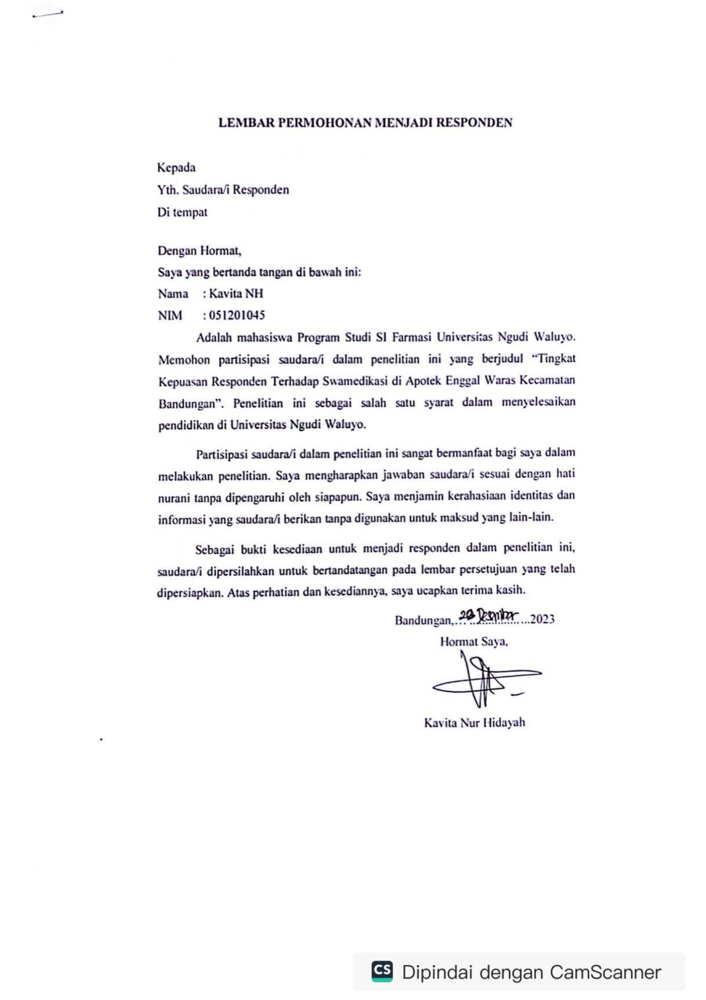 LEMBAR PERMOHONAN MENJADI RESPONDEN
Kepada
Yth. Saudara/i Responden
Di tempat
Dengan Hormat,
Saya yang bertanda tangan di bawah ini:
Nama : Kavita NH
NIM : 051201045
Adalah mahasiswa Program Studi SI Farmasi Universitas Ngudi Waluyo.
Memohon partisipasi saudara/i dalam penelitian ini yang berjudul “Tingkat
Kepuasan Responden Terhadap Swamedikasi di Apotek Enggal Waras Kecamatan
Bandungan”. Penelitian ini sebagai salah satu syarat dalam menyelesaikan
pendidikan di Universitas Ngudi Waluyo.
Partisipasi saudara/i dalam penelitian ini sangat bermanfaat bagi saya dalam
melakukan penelitian. Saya mengharapkan jawaban saudara/i sesuai dengan hati
nurani tanpa dipengaruhi oleh siapapun. Saya menjamin kerahasiaan identitas dan
informasi yang saudara/i berikan tanpa digunakan untuk maksud yang lain-lain.
Sebagai bukti kesediaan untuk menjadi responden dalam penelitian ini,
saudara/i dipersilahkan untuk bertandatangan pada lembar persetujuan yang telah
dipersiapkan. Atas perhatian dan kesediannya, saya ucapkan terima kasih.
Bandungan,... Desember ...2023
Hormat Saya,
Kavita Nur Hidayah
CS Dipindai dengan CamScanner